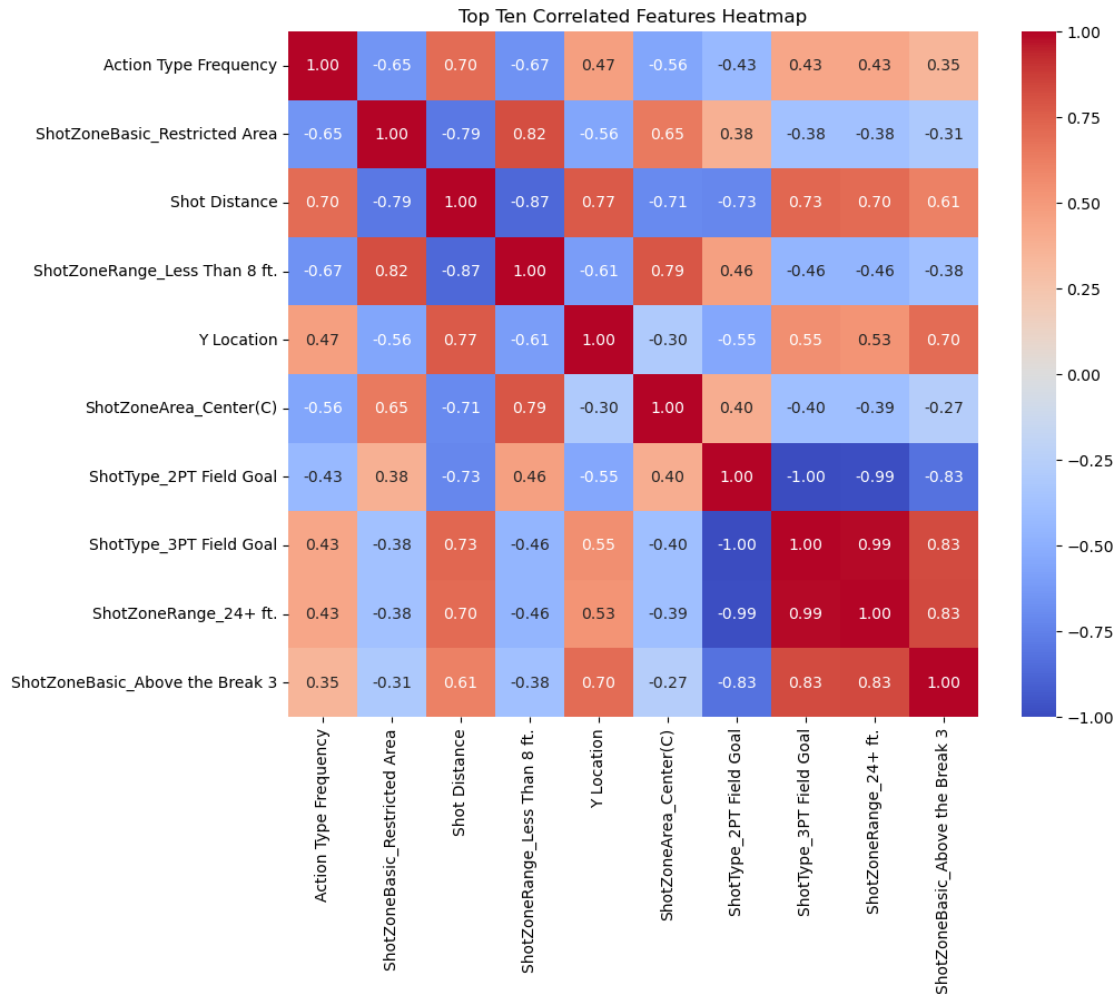 Top Ten Correlated Features Heatmap
Action Type Frequency 1.00 -0.65 0.70 -0.67 0.47 -0.56 -0.43 0.43 0.43 0.35
ShotZoneBasic_Restricted Area -0.65 1.00 -0.79 0.82 -0.56 0.65 0.38 -0.38 -0.38 -0.31
Shot Distance 0.70 -0.79 1.00 -0.87 0.77 -0.71 -0.73 0.73 0.70 0.61
ShotZoneRange_Less Than 8 ft. -0.67 0.82 -0.87 1.00 -0.61 0.79 0.46 -0.46 -0.46 -0.38
Y Location 0.47 -0.56 0.77 -0.61 1.00 -0.30 -0.55 0.55 0.53 0.70
ShotZoneArea_Center(C) -0.56 0.65 -0.71 0.79 -0.30 1.00 0.40 -0.40 -0.39 -0.27
ShotType_2PT Field Goal -0.43 0.38 -0.73 0.46 -0.55 0.40 1.00 -1.00 -0.99 -0.83
ShotType_3PT Field Goal 0.43 -0.38 0.73 -0.46 0.55 -0.40 -1.00 1.00 0.99 0.83
ShotZoneRange_24+ ft. 0.43 -0.38 0.70 -0.46 0.53 -0.39 -0.99 0.99 1.00 0.83
ShotZoneBasic_Above the Break 3 0.35 -0.31 0.61 -0.38 0.70 -0.27 -0.83 0.83 0.83 1.00
Action Type Frequency
ShotZoneBasic_Restricted Area
Shot Distance
ShotZoneRange_Less Than 8 ft.
Y Location
ShotZoneArea_Center(C)
ShotType_2PT Field Goal
ShotType_3PT Field Goal
ShotZoneRange_24+ ft.
ShotZoneBasic_Above the Break 3
1.00
0.75
0.50
0.25
0.00
−0.25
−0.50
−0.75
−1.00